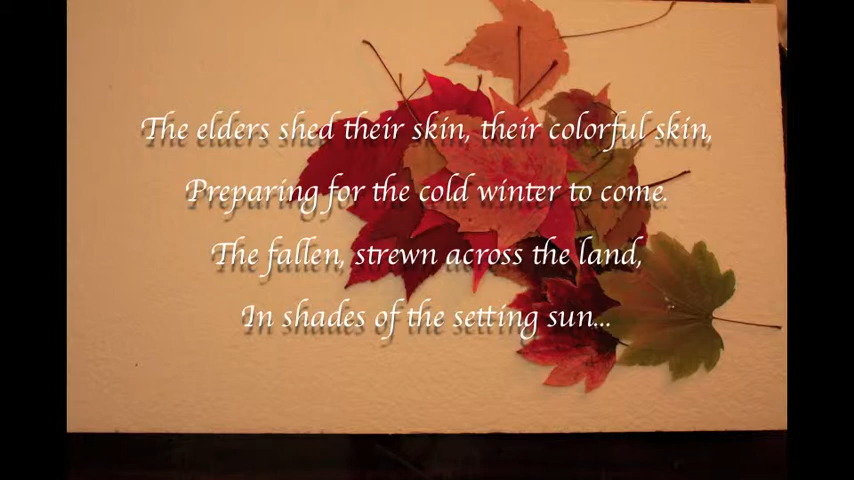 The elders shed their skin, their colorful skin,
Preparing for the cold winter to come.
The fallen, strewn across the land,
In shades of the setting sun...